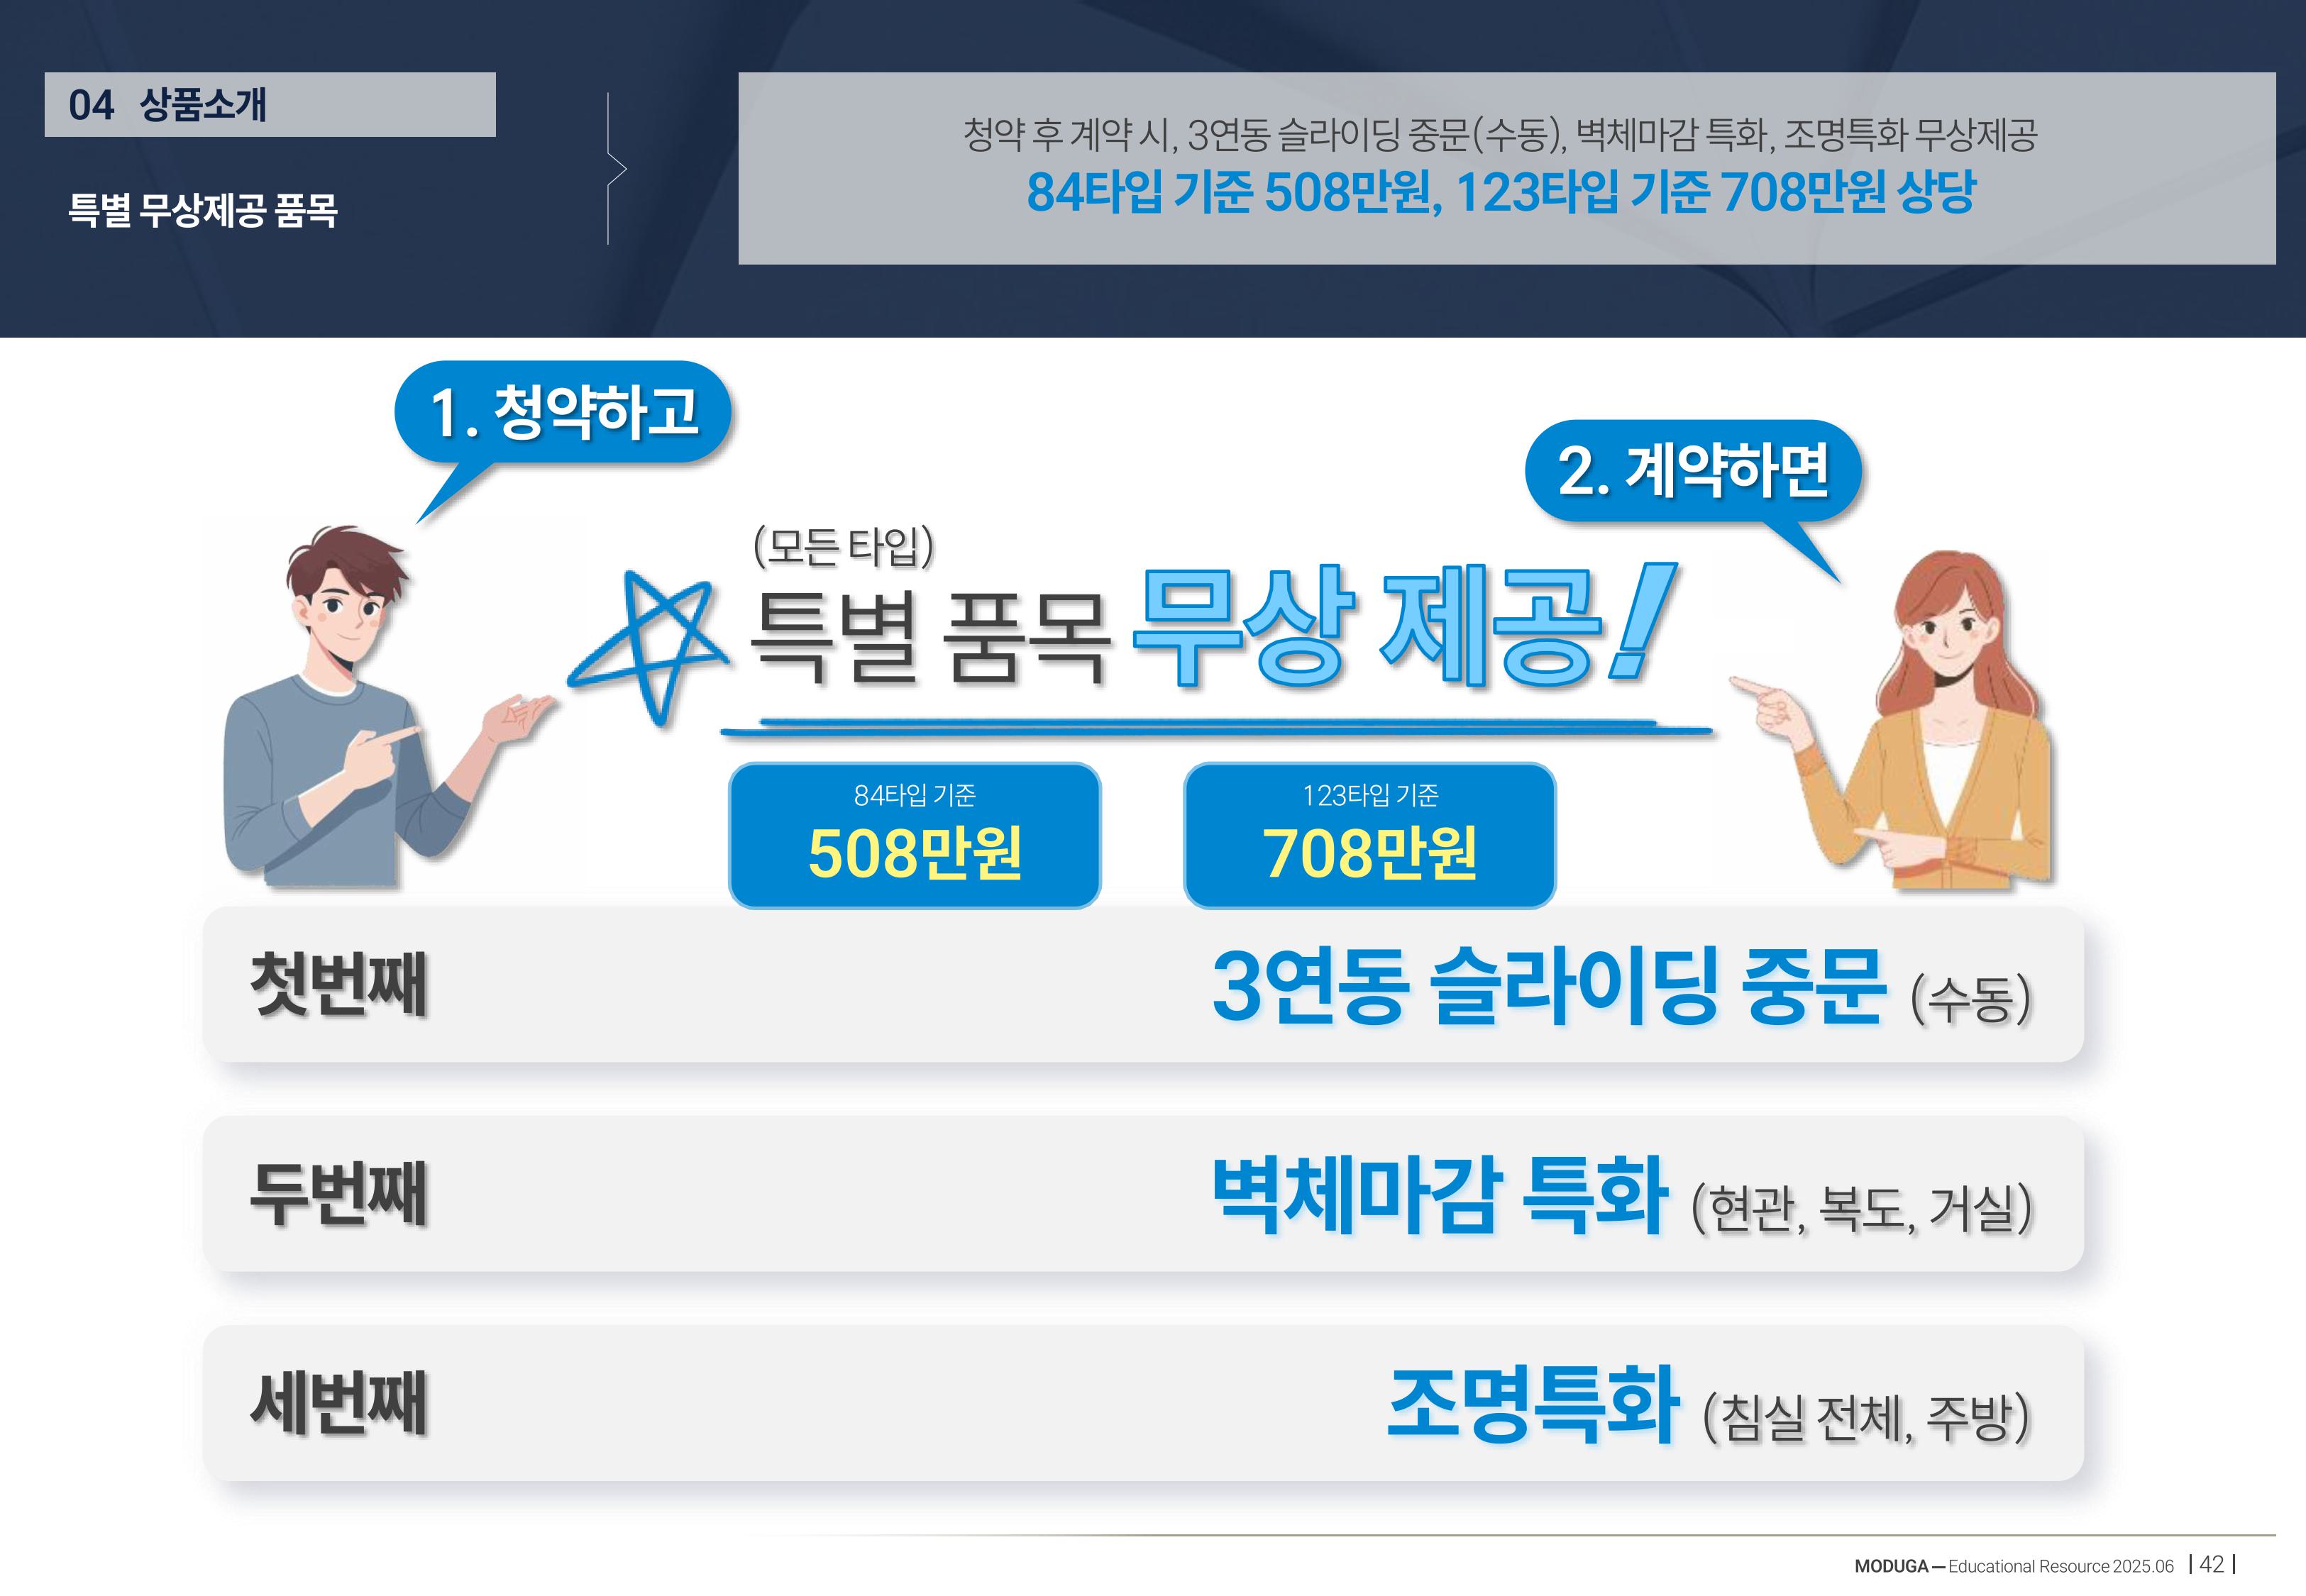 04 상품소개
특별 무상제공 품목
청약 후 계약 시, 3연동 슬라이딩 중문(수동), 벽체마감 특화, 조명특화 무상제공
84타입 기준 508만원, 123타입 기준 708만원 상당
1. 청약하고
2. 계약하면
(모든 타입)
특별 품목 무상 제공!
84타입 기준
508만원
123타입 기준
708만원
첫번째
3연동 슬라이딩 중문 (수동)
두번째
벽체마감 특화 (현관, 복도, 거실)
세번째
조명특화 (침실 전체, 주방)
MODUGA — Educational Resource 2025.06 | 42 |